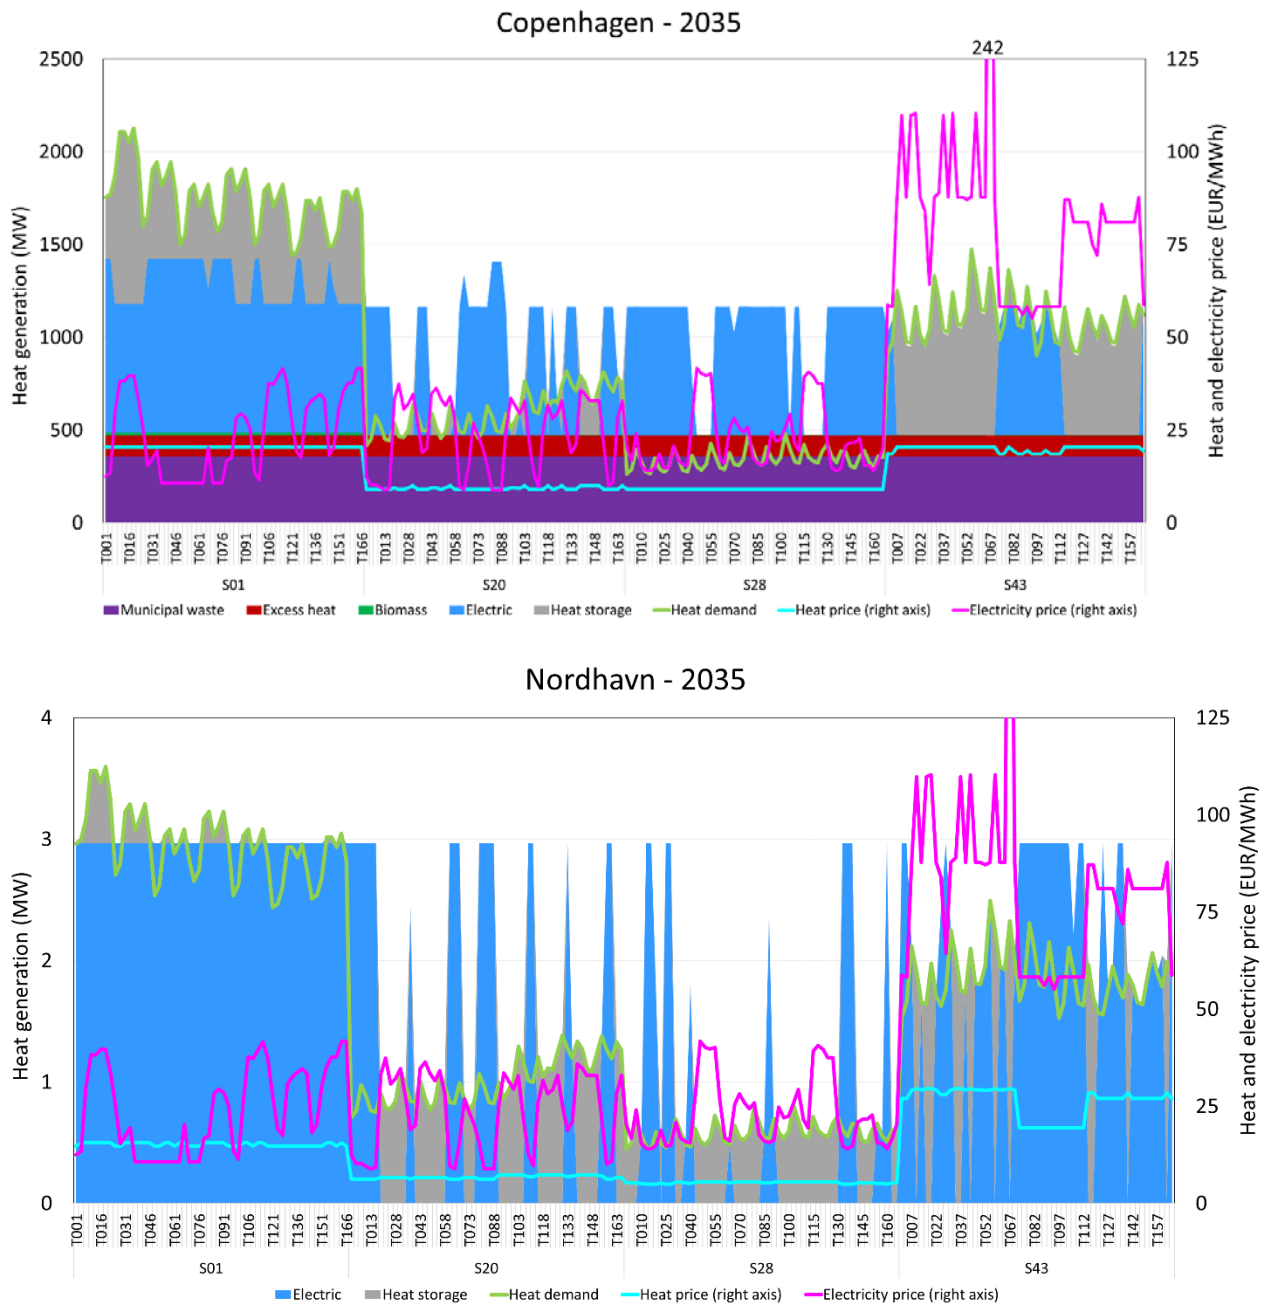 Copenhagen - 2035
242
2500
2000
1500
1000
500
0
125
100
75
50
25
0
Heat generation (MW)
Heat and electricity price (EUR/MWh)
T001 T016 T031 T046 T061 T076 T091 T106 T121 T136 T151 T166 T013 T028 T043 T058 T073 T088 T103 T118 T133 T148 T163 T010 T025 T040 T055 T070 T085 T100 T115 T130 T145 T160 T007 T022 T037 T052 T067 T082 T097 T112 T127 T142 T157
S01 S20 S28 S43
Municipal waste Excess heat Biomass Electric Heat storage Heat demand Heat price (right axis) Electricity price (right axis)
Nordhavn - 2035
4
3
2
1
0
125
100
75
50
25
0
Heat generation (MW)
Heat and electricity price (EUR/MWh)
T001 T016 T031 T046 T061 T076 T091 T106 T121 T136 T151 T166 T013 T028 T043 T058 T073 T088 T103 T118 T133 T148 T163 T010 T025 T040 T055 T070 T085 T100 T115 T130 T145 T160 T007 T022 T037 T052 T067 T082 T097 T112 T127 T142 T157
S01 S20 S28 S43
Electric Heat storage Heat demand Heat price (right axis) Electricity price (right axis)